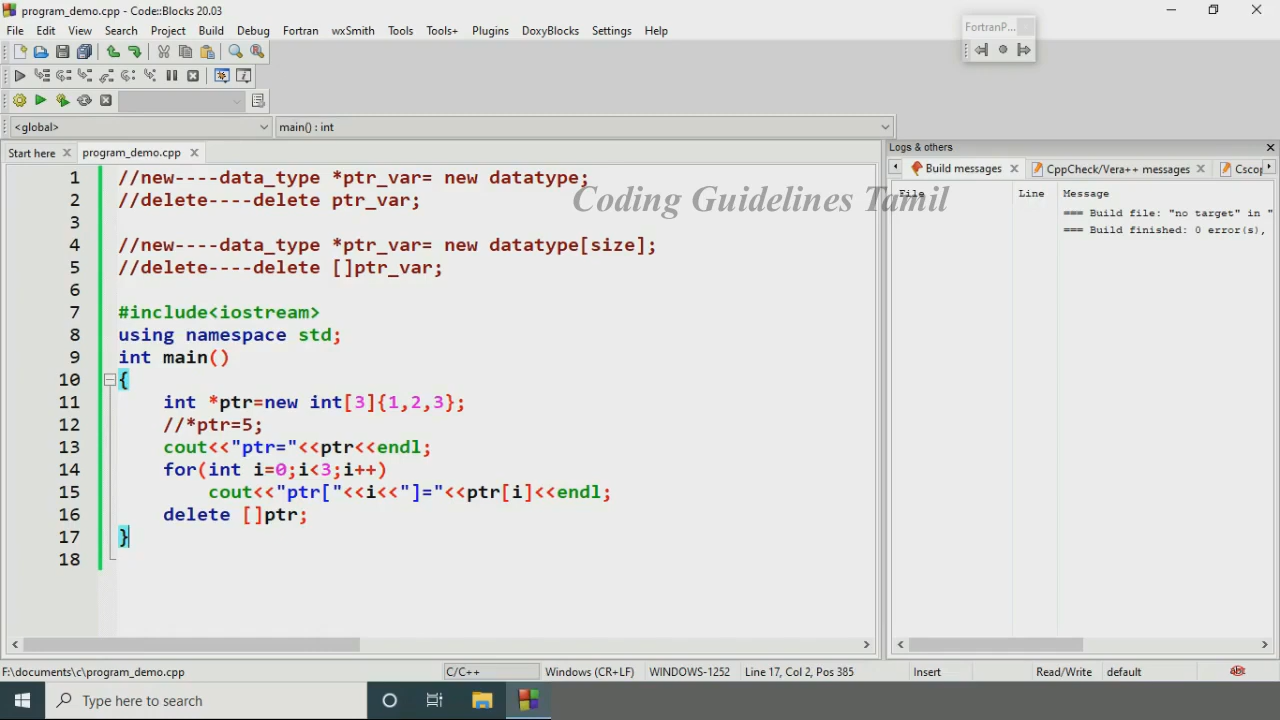 program_demo.cpp - Code::Blocks 20.03
File Edit View Search Project Build Debug Fortran wxSmith Tools Tools+ Plugins DoxyBlocks Settings Help
FortranP...
<global>
main() : int
Start here
program_demo.cpp
Logs & others
Build messages
CppCheck/Vera++ messages
Cscop
File Line Message
=== Build file: "no target" in "
=== Build finished: 0 error(s),
Coding Guidelines Tamil
1 //new----data_type *ptr_var= new datatype;
2 //delete----delete ptr_var;
3
4 //new----data_type *ptr_var= new datatype[size];
5 //delete----delete []ptr_var;
6
7 #include<iostream>
8 using namespace std;
9 int main()
10 {
11 int *ptr=new int[3]{1,2,3};
12 //*ptr=5;
13 cout<<"ptr="<<ptr<<endl;
14 for(int i=0;i<3;i++)
15 cout<<"ptr["<<i<<"]="<<ptr[i]<<endl;
16 delete []ptr;
17 }
18
F:\documents\c\program_demo.cpp
C/C++
Windows (CR+LF)
WINDOWS-1252
Line 17, Col 2, Pos 385
Insert
Read/Write
default
abc
Type here to search